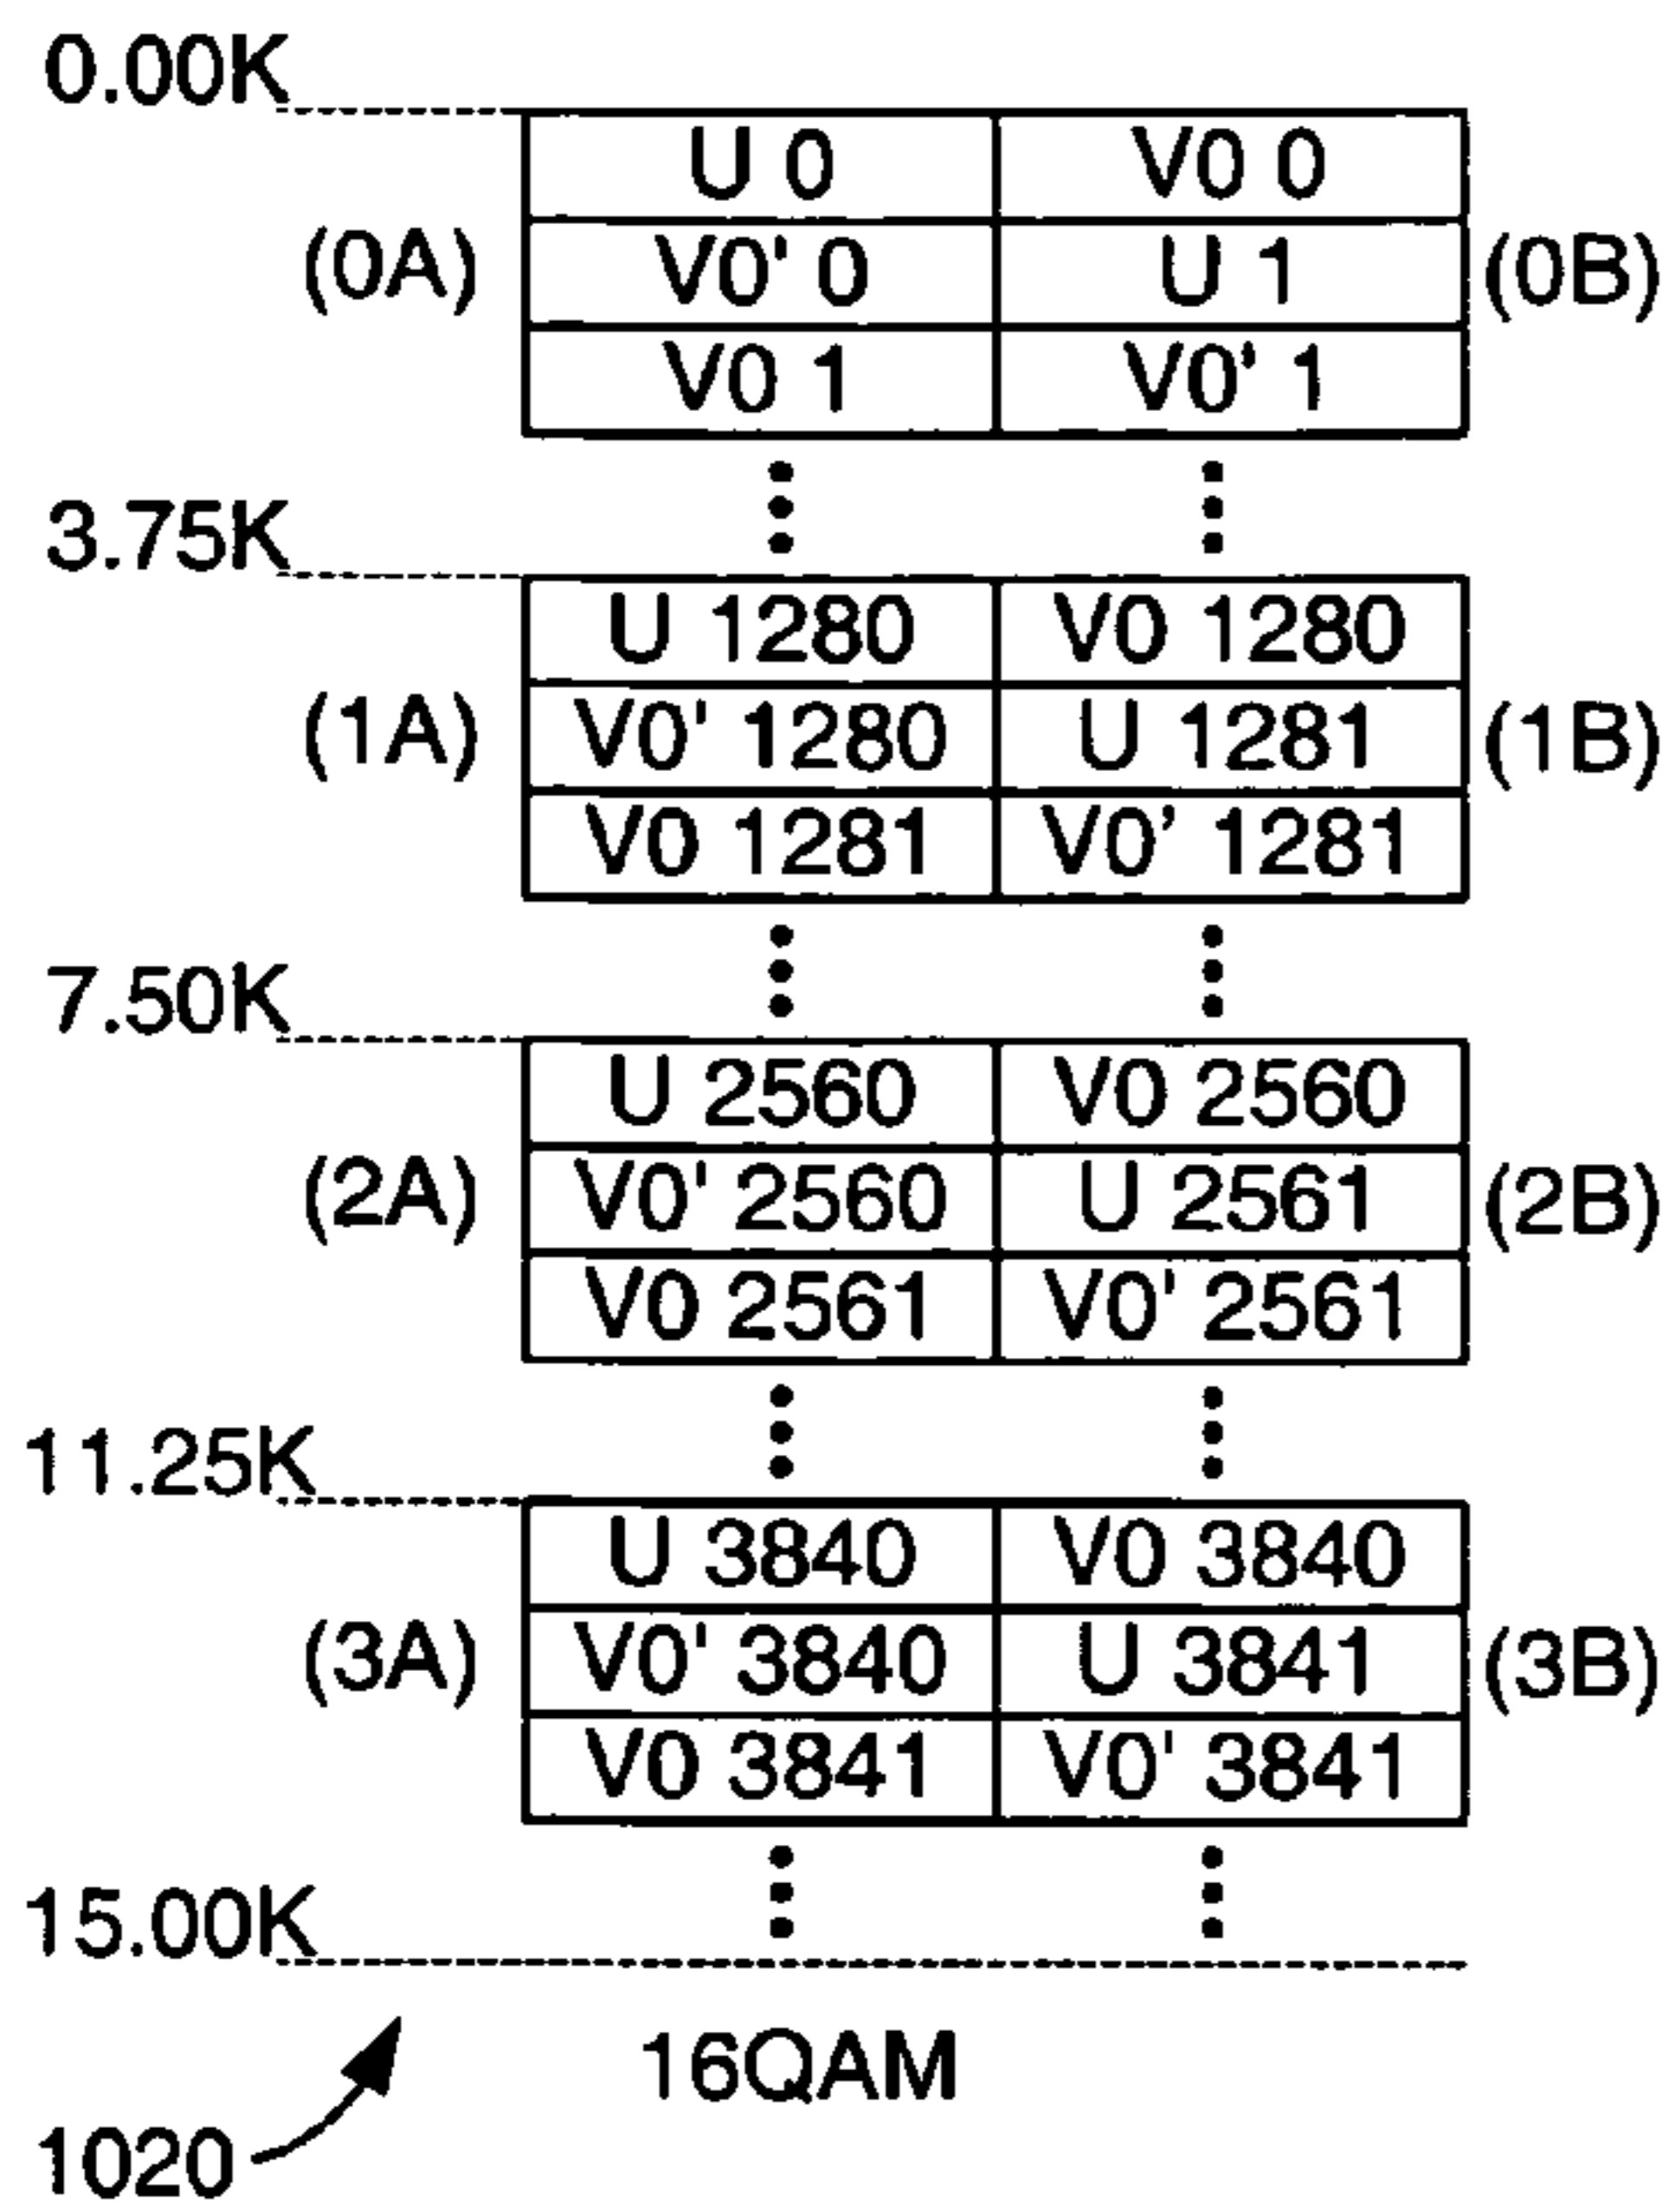 0.00K
U 0 V0 0
(0A) V0' 0 U 1 (0B)
V0 1 V0' 1
3.75K
U 1280 V0 1280
(1A) V0' 1280 U 1281 (1B)
V0 1281 V0' 1281
7.50K
U 2560 V0 2560
(2A) V0' 2560 U 2561 (2B)
V0 2561 V0' 2561
11.25K
U 3840 V0 3840
(3A) V0' 3840 U 3841 (3B)
V0 3841 V0' 3841
15.00K
16QAM
1020